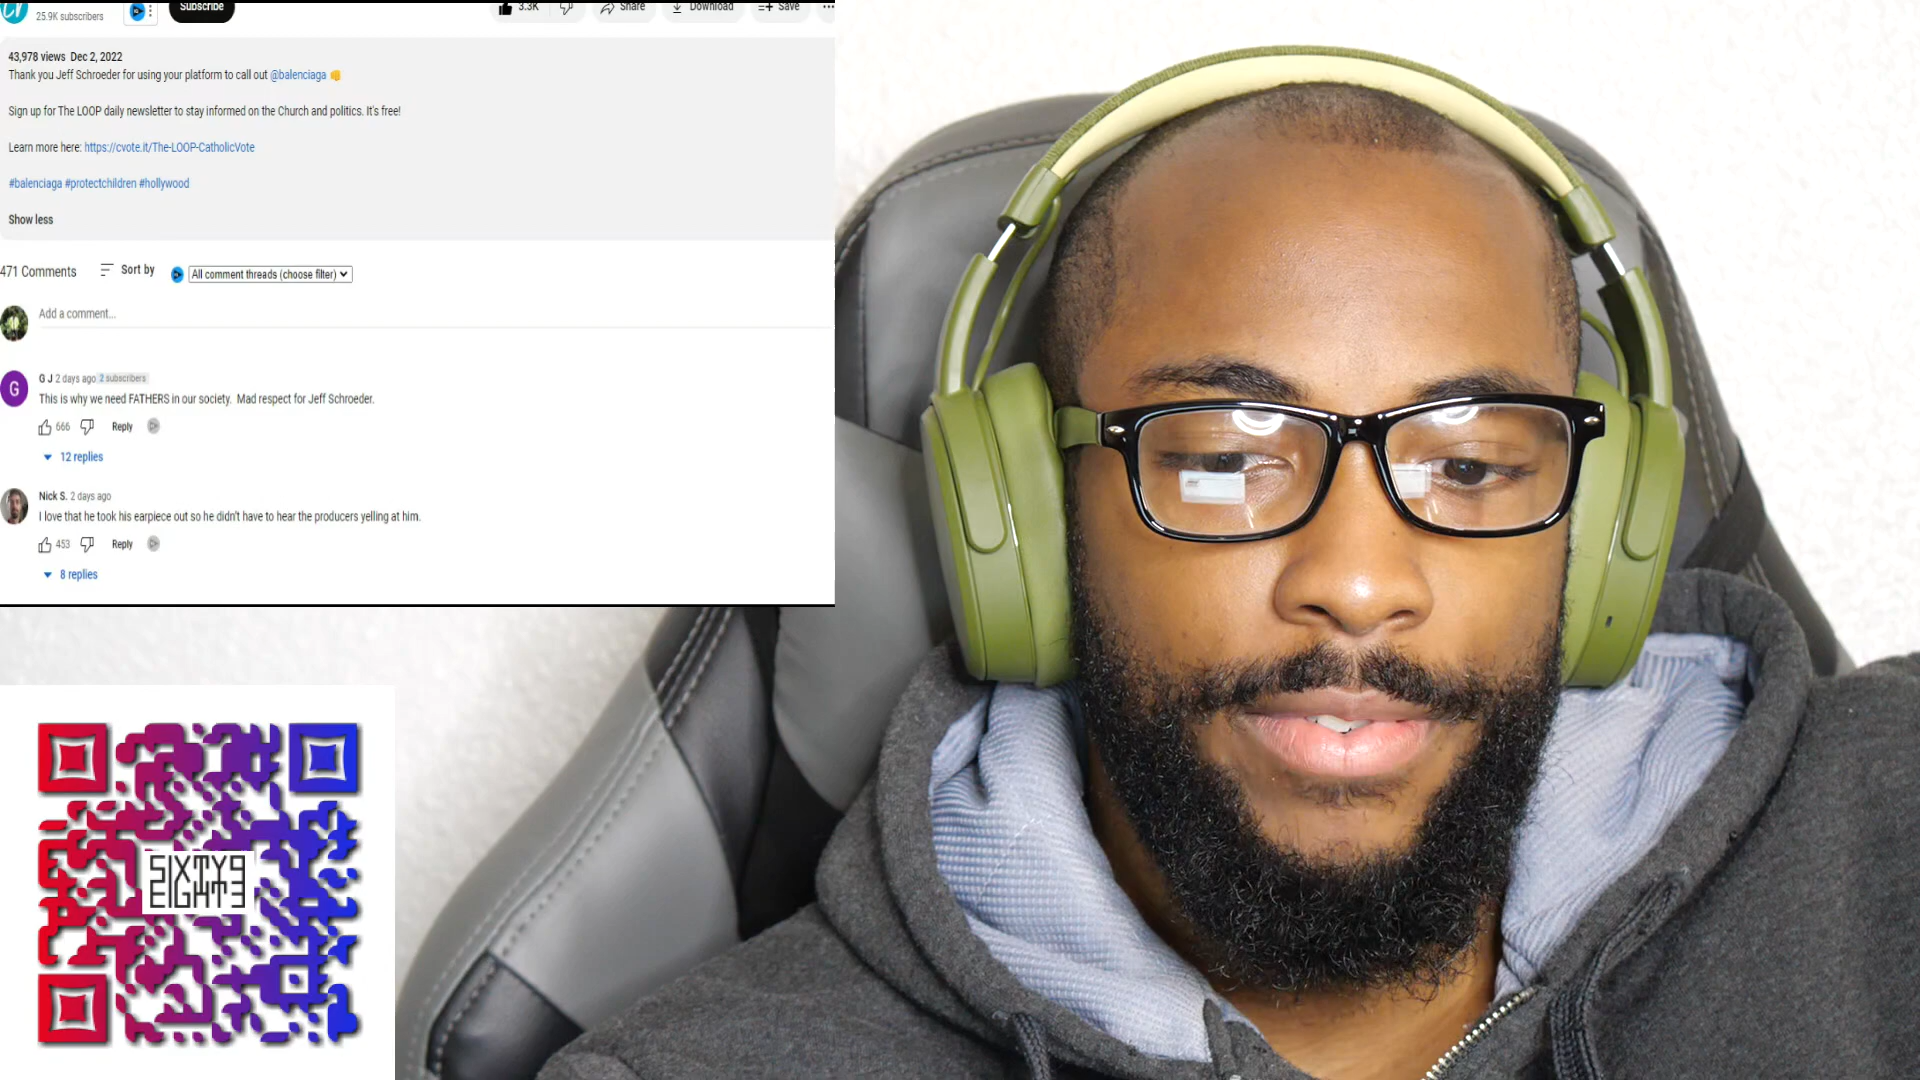 25.9K subscribers
Subscribe
3.3K
Share
Download
Save
43,978 views Dec 2, 2022
Thank you Jeff Schroeder for using your platform to call out @balenciaga 👊
Sign up for The LOOP daily newsletter to stay informed on the Church and politics. It's free!
Learn more here: https://cvote.it/The-LOOP-CatholicVote
#balenciaga #protectchildren #hollywood
Show less
471 Comments
Sort by
All comment threads (choose filter)
Add a comment...
G
G J 2 days ago 2 subscribers
This is why we need FATHERS in our society. Mad respect for Jeff Schroeder.
666
Reply
12 replies
Nick S. 2 days ago
I love that he took his earpiece out so he didn't have to hear the producers yelling at him.
453
Reply
8 replies
SIXTY9
EIGHT3